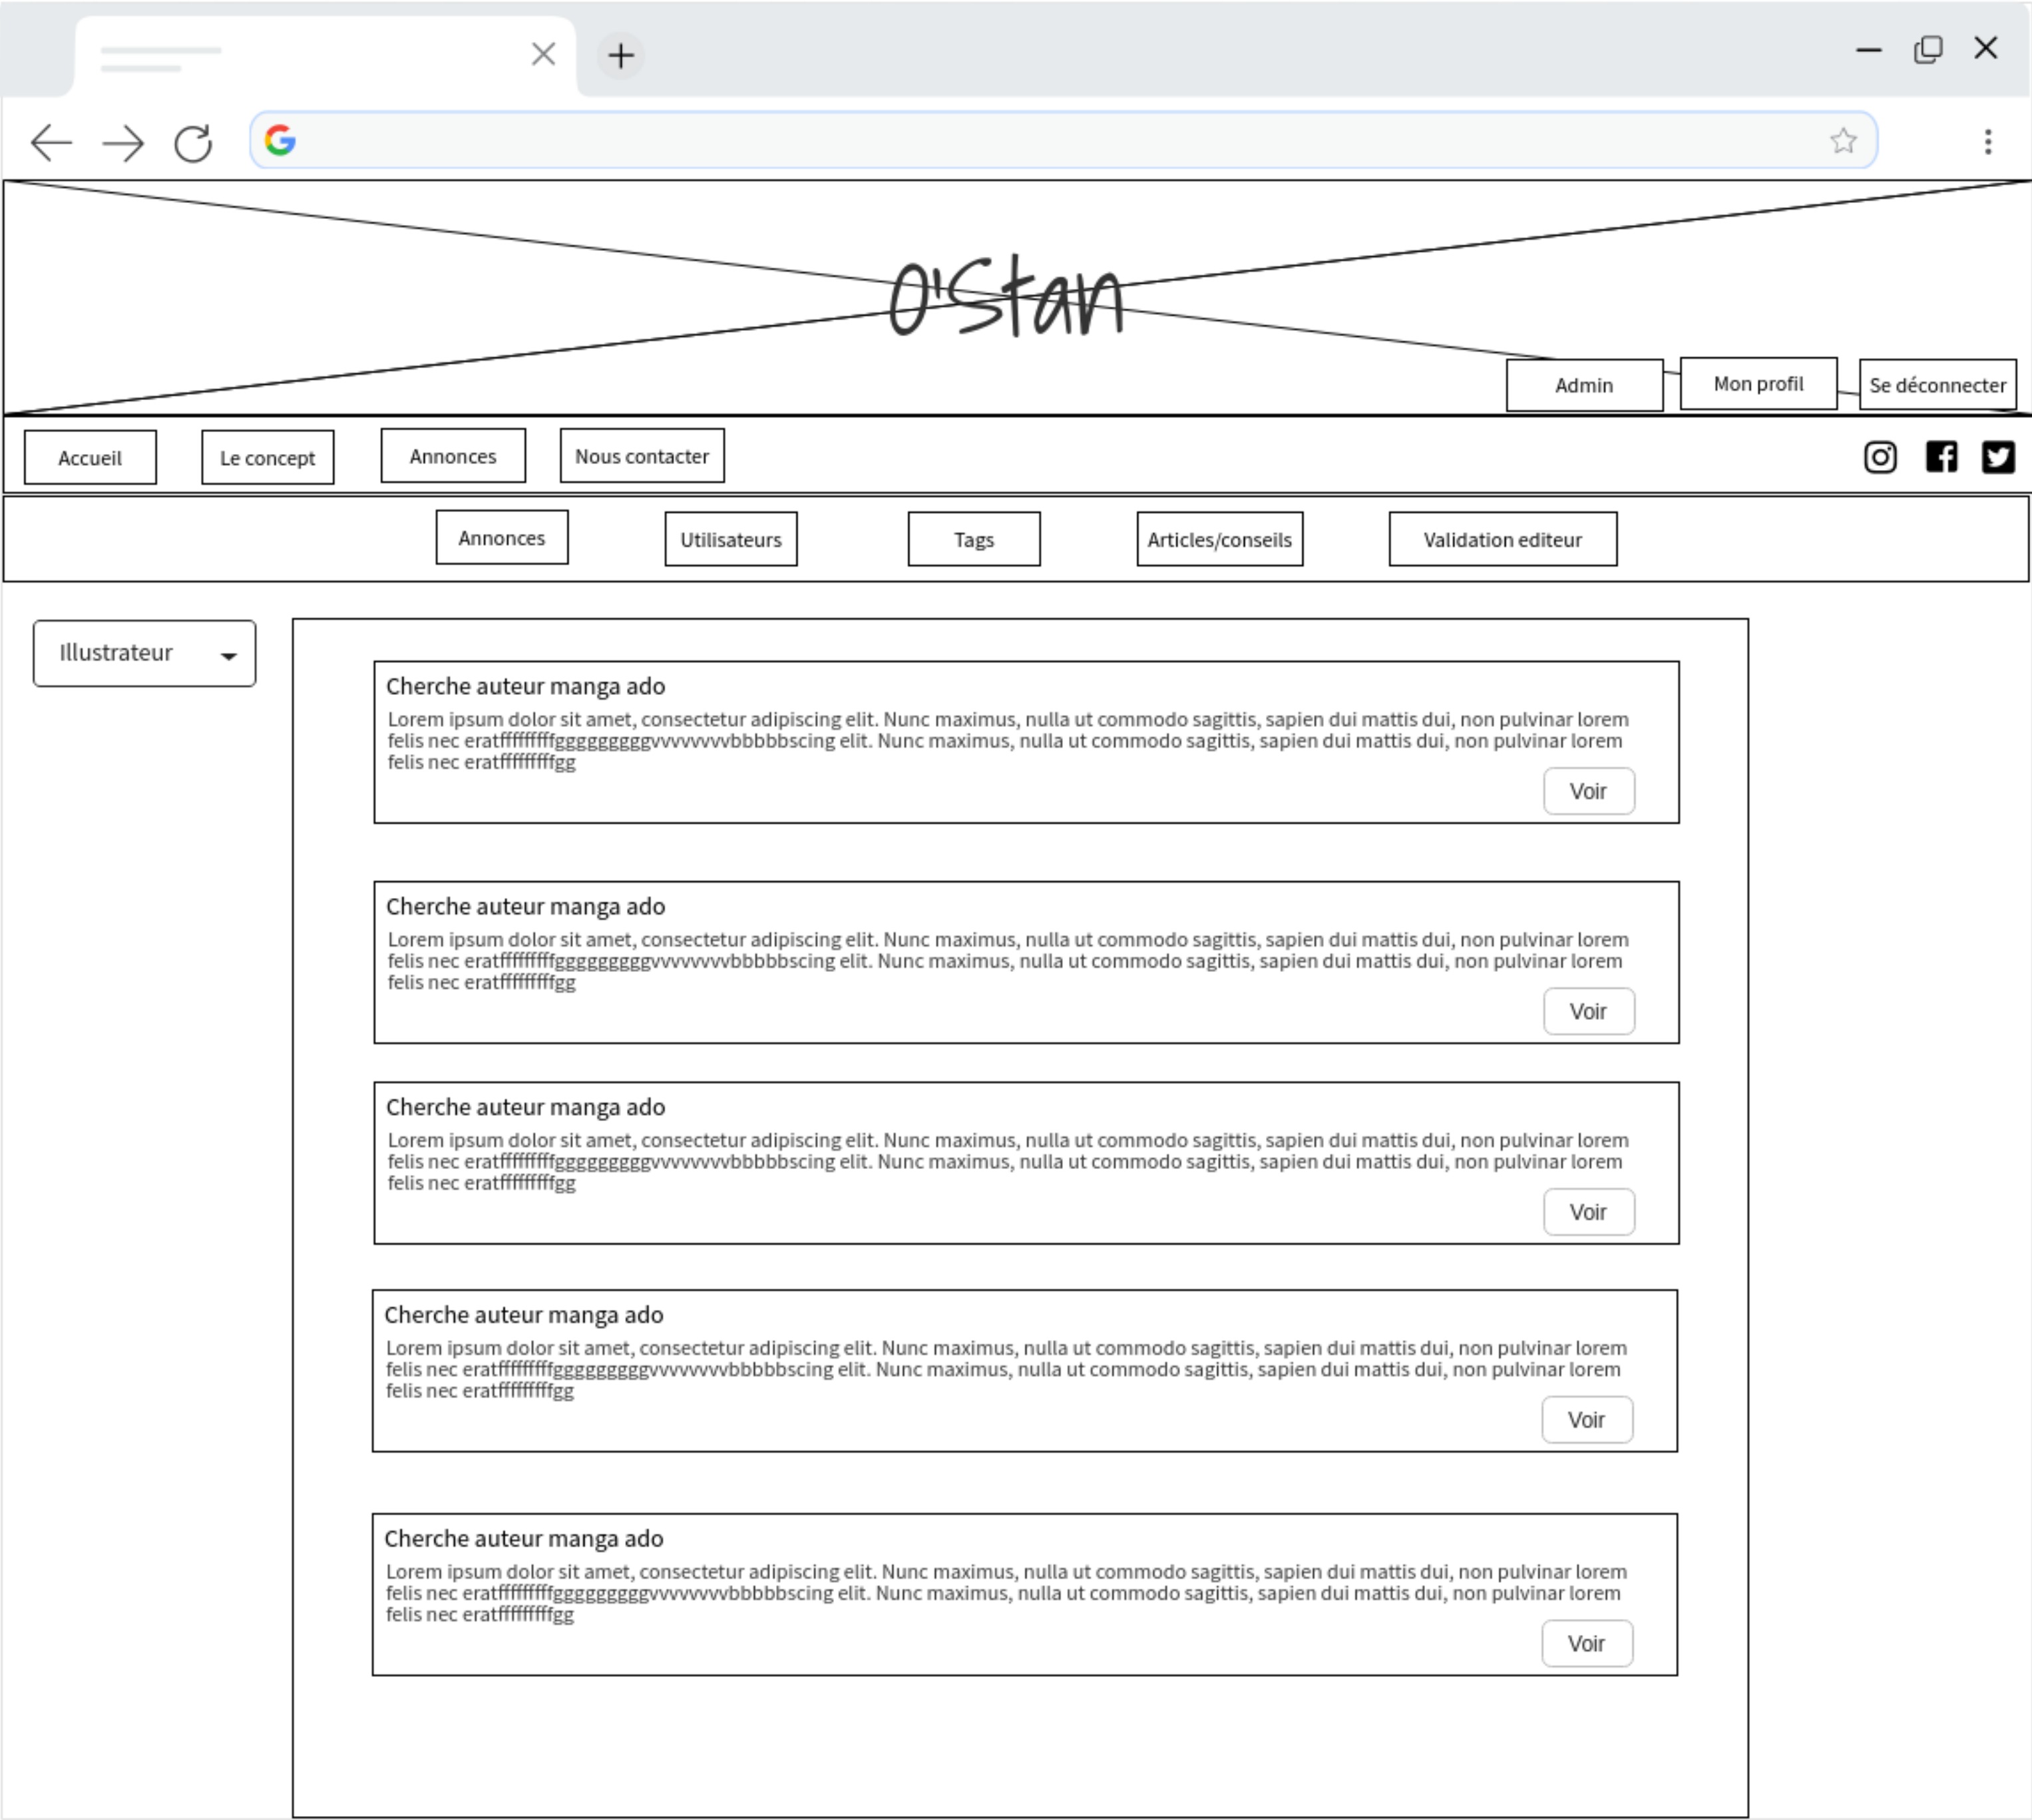 O'Stan
Admin
Mon profil
Se déconnecter
Accueil
Le concept
Annonces
Nous contacter
Annonces
Utilisateurs
Tags
Articles/conseils
Validation editeur
Illustrateur
Cherche auteur manga ado
Lorem ipsum dolor sit amet, consectetur adipiscing elit. Nunc maximus, nulla ut commodo sagittis, sapien dui mattis dui, non pulvinar lorem
felis nec eratfffffffffggggggggggvvvvvvvvbbbbbscing elit. Nunc maximus, nulla ut commodo sagittis, sapien dui mattis dui, non pulvinar lorem
felis nec eratfffffffffgg
Voir
Cherche auteur manga ado
Lorem ipsum dolor sit amet, consectetur adipiscing elit. Nunc maximus, nulla ut commodo sagittis, sapien dui mattis dui, non pulvinar lorem
felis nec eratfffffffffggggggggggvvvvvvvvbbbbbscing elit. Nunc maximus, nulla ut commodo sagittis, sapien dui mattis dui, non pulvinar lorem
felis nec eratfffffffffgg
Voir
Cherche auteur manga ado
Lorem ipsum dolor sit amet, consectetur adipiscing elit. Nunc maximus, nulla ut commodo sagittis, sapien dui mattis dui, non pulvinar lorem
felis nec eratfffffffffggggggggggvvvvvvvvbbbbbscing elit. Nunc maximus, nulla ut commodo sagittis, sapien dui mattis dui, non pulvinar lorem
felis nec eratfffffffffgg
Voir
Cherche auteur manga ado
Lorem ipsum dolor sit amet, consectetur adipiscing elit. Nunc maximus, nulla ut commodo sagittis, sapien dui mattis dui, non pulvinar lorem
felis nec eratfffffffffggggggggggvvvvvvvvbbbbbscing elit. Nunc maximus, nulla ut commodo sagittis, sapien dui mattis dui, non pulvinar lorem
felis nec eratfffffffffgg
Voir
Cherche auteur manga ado
Lorem ipsum dolor sit amet, consectetur adipiscing elit. Nunc maximus, nulla ut commodo sagittis, sapien dui mattis dui, non pulvinar lorem
felis nec eratfffffffffggggggggggvvvvvvvvbbbbbscing elit. Nunc maximus, nulla ut commodo sagittis, sapien dui mattis dui, non pulvinar lorem
felis nec eratfffffffffgg
Voir